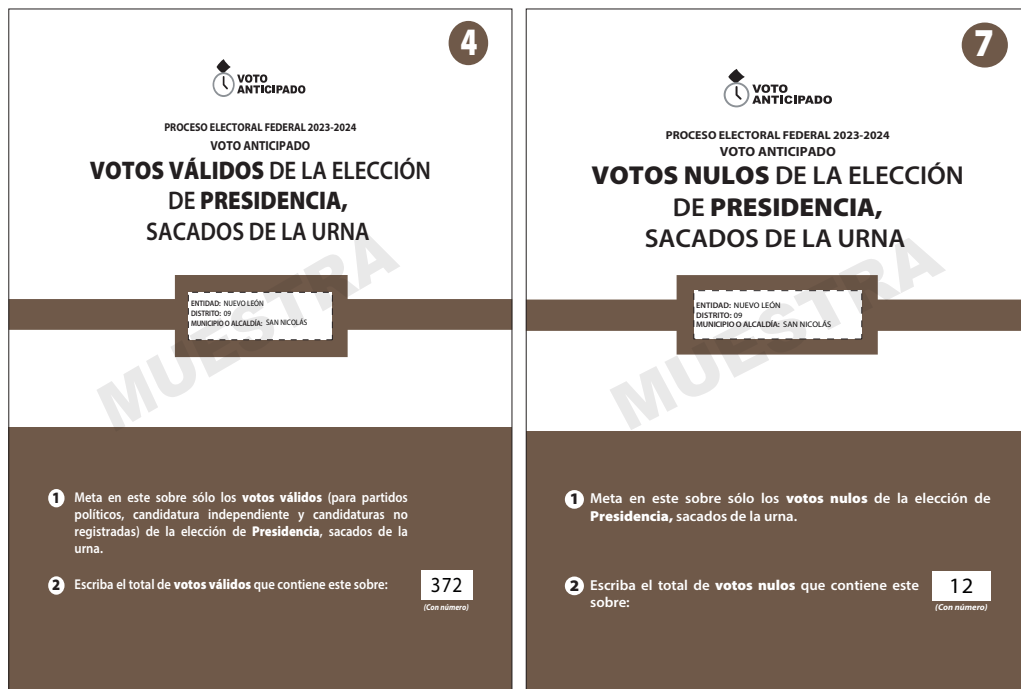 4
VOTO
ANTICIPADO
PROCESO ELECTORAL FEDERAL 2023-2024
VOTO ANTICIPADO
VOTOS VÁLIDOS DE LA ELECCIÓN
DE PRESIDENCIA,
SACADOS DE LA URNA
ENTIDAD: NUEVO LEÓN
DISTRITO: 09
MUNICIPIO O ALCALDÍA: SAN NICOLÁS
MUESTRA
1 Meta en este sobre sólo los votos válidos (para partidos
políticos, candidatura independiente y candidaturas no
registradas) de la elección de Presidencia, sacados de la
urna.
2 Escriba el total de votos válidos que contiene este sobre:
372
(Con número)
7
VOTO
ANTICIPADO
PROCESO ELECTORAL FEDERAL 2023-2024
VOTO ANTICIPADO
VOTOS NULOS DE LA ELECCIÓN
DE PRESIDENCIA,
SACADOS DE LA URNA
ENTIDAD: NUEVO LEÓN
DISTRITO: 09
MUNICIPIO O ALCALDÍA: SAN NICOLÁS
MUESTRA
1 Meta en este sobre sólo los votos nulos de la elección de
Presidencia, sacados de la urna.
2 Escriba el total de votos nulos que contiene este
sobre:
12
(Con número)